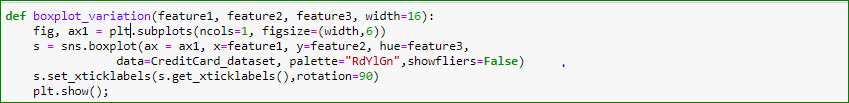 def boxplot_variation(feature1, feature2, feature3, width=16):
    fig, ax1 = plt.subplots(ncols=1, figsize=(width,6))
    s = sns.boxplot(ax = ax1, x=feature1, y=feature2, hue=feature3,
                data=CreditCard_dataset, palette="RdYlGn",showfliers=False)
    s.set_xticklabels(s.get_xticklabels(),rotation=90)
    plt.show();